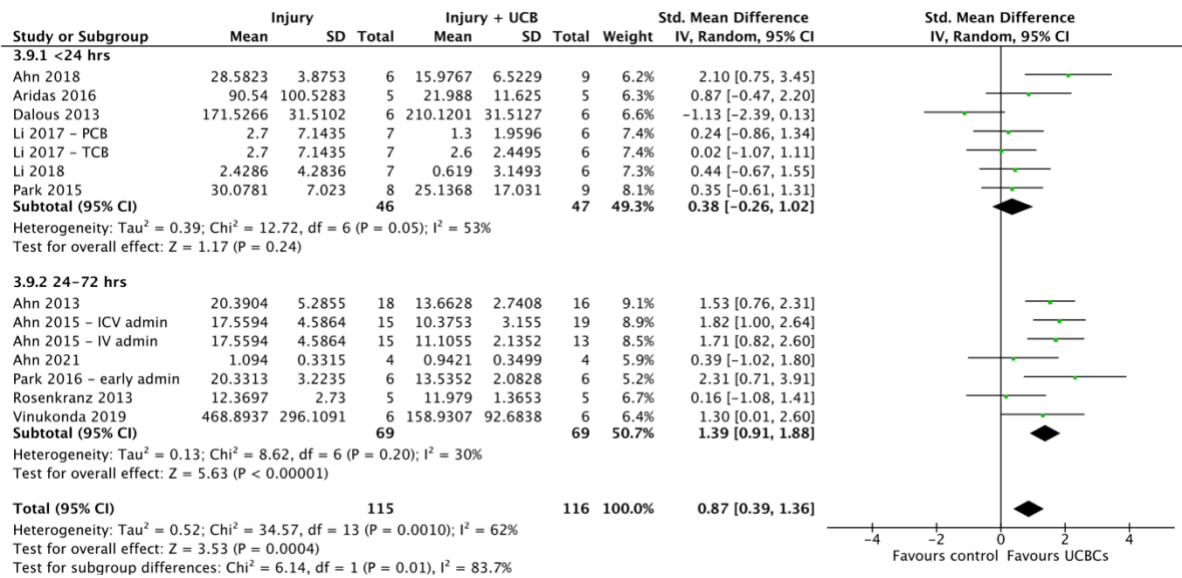 Injury Injury + UCB Std. Mean Difference Std. Mean Difference
Study or Subgroup Mean SD Total Mean SD Total Weight IV, Random, 95% CI IV, Random, 95% CI
3.9.1 <24 hrs
Ahn 2018 28.5823 3.8753 6 15.9767 6.5229 9 6.2% 2.10 [0.75, 3.45]
Aridas 2016 90.54 100.5283 5 21.988 11.625 5 6.3% 0.87 [−0.47, 2.20]
Dalous 2013 171.5266 31.5102 6 210.1201 31.5127 6 6.6% −1.13 [−2.39, 0.13]
Li 2017 – PCB 2.7 7.1435 7 1.3 1.9596 6 7.4% 0.24 [−0.86, 1.34]
Li 2017 – TCB 2.7 7.1435 7 2.6 2.4495 6 7.4% 0.02 [−1.07, 1.11]
Li 2018 2.4286 4.2836 7 0.619 3.1493 6 7.3% 0.44 [−0.67, 1.55]
Park 2015 30.0781 7.023 8 25.1368 17.031 9 8.1% 0.35 [−0.61, 1.31]
Subtotal (95% CI) 46 47 49.3% 0.38 [−0.26, 1.02]
Heterogeneity: Tau² = 0.39; Chi² = 12.72, df = 6 (P = 0.05); I² = 53%
Test for overall effect: Z = 1.17 (P = 0.24)
3.9.2 24–72 hrs
Ahn 2013 20.3904 5.2855 18 13.6628 2.7408 16 9.1% 1.53 [0.76, 2.31]
Ahn 2015 – ICV admin 17.5594 4.5864 15 10.3753 3.155 19 8.9% 1.82 [1.00, 2.64]
Ahn 2015 – IV admin 17.5594 4.5864 15 11.1055 2.1352 13 8.5% 1.71 [0.82, 2.60]
Ahn 2021 1.094 0.3315 4 0.9421 0.3499 4 5.9% 0.39 [−1.02, 1.80]
Park 2016 – early admin 20.3313 3.2235 6 13.5352 2.0828 6 5.2% 2.31 [0.71, 3.91]
Rosenkranz 2013 12.3697 2.73 5 11.979 1.3653 5 6.7% 0.16 [−1.08, 1.41]
Vinukonda 2019 468.8937 296.1091 6 158.9307 92.6838 6 6.4% 1.30 [0.01, 2.60]
Subtotal (95% CI) 69 69 50.7% 1.39 [0.91, 1.88]
Heterogeneity: Tau² = 0.13; Chi² = 8.62, df = 6 (P = 0.20); I² = 30%
Test for overall effect: Z = 5.63 (P < 0.00001)
Total (95% CI) 115 116 100.0% 0.87 [0.39, 1.36]
Heterogeneity: Tau² = 0.52; Chi² = 34.57, df = 13 (P = 0.0010); I² = 62%
Test for overall effect: Z = 3.53 (P = 0.0004)
Test for subgroup differences: Chi² = 6.14, df = 1 (P = 0.01), I² = 83.7%
−4 −2 0 2 4
Favours control Favours UCBCs